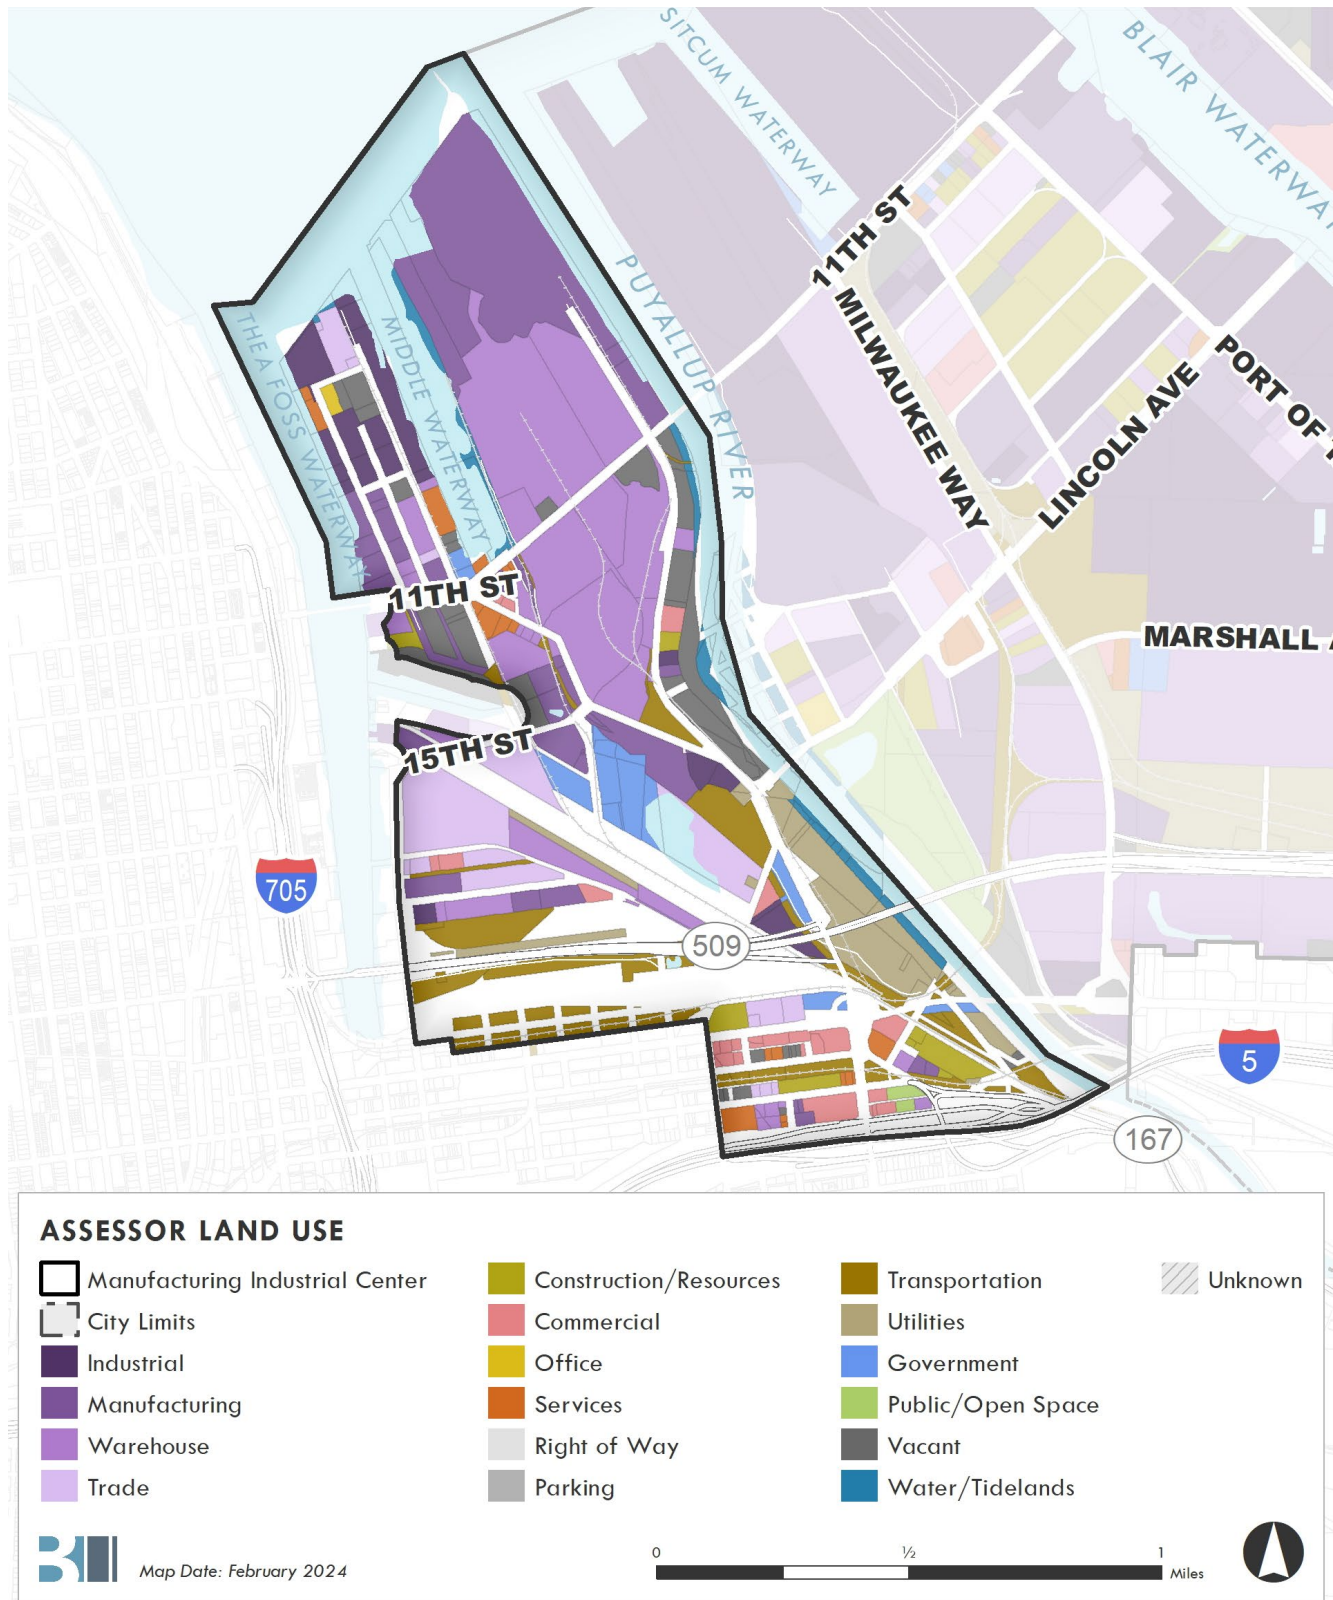 SITCUM WATERWAY
BLAIR WATERWAY
11TH ST
PUYALLUP RIVER
MILWAUKEE WAY
THEA FOSS WATERWAY
MIDDLE WATERWAY
PORT OF
LINCOLN AVE
11TH ST
MARSHALL
15TH ST
705
509
5
167
ASSESSOR LAND USE
Manufacturing Industrial Center
City Limits
Industrial
Manufacturing
Warehouse
Trade
Construction/Resources
Commercial
Office
Services
Right of Way
Parking
Transportation
Utilities
Government
Public/Open Space
Vacant
Water/Tidelands
Unknown
Map Date: February 2024
0
½
1
Miles